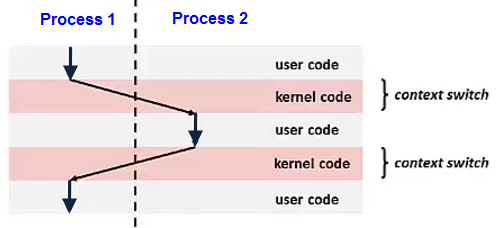 Process 1 Process 2
user code
kernel code } context switch
user code
kernel code } context switch
user code